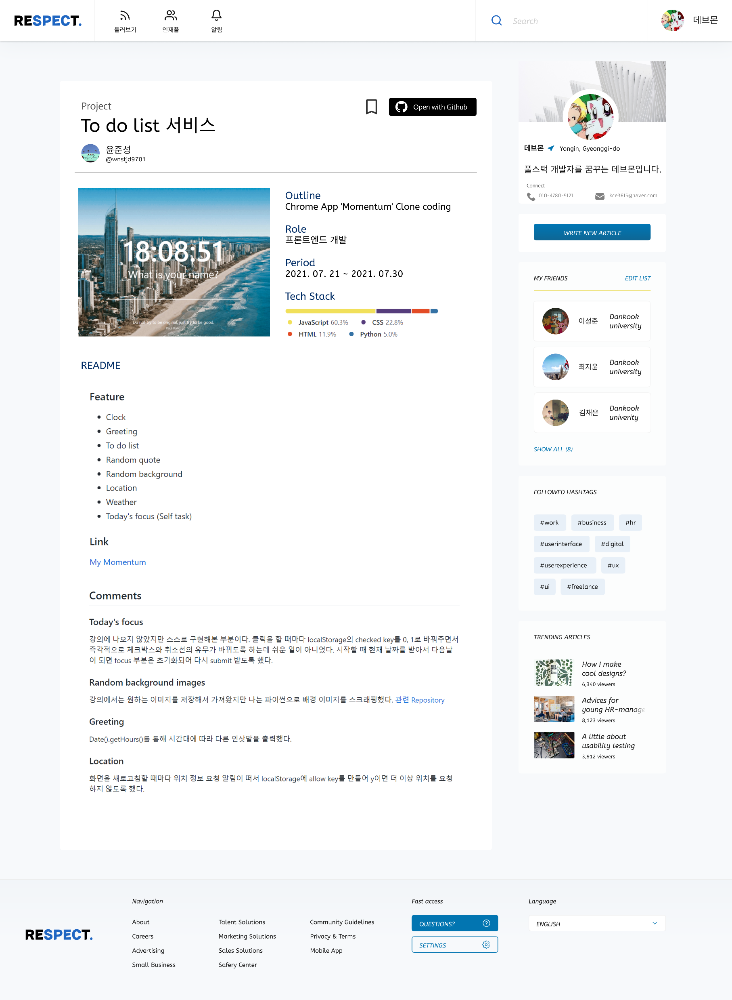 RESPECT.
둘러보기
인재풀
알림
Search
데브몬
Project
To do list 서비스
Open with Github
윤준성
@wnstjd9701
18:08:51
What is your name?
Do not try to be original, just try to be good.
Paul Rand
Outline
Chrome App 'Momentum' Clone coding
Role
프론트엔드 개발
Period
2021. 07. 21 ~ 2021. 07.30
Tech Stack
JavaScript 60.3%
CSS 22.8%
HTML 11.9%
Python 5.0%
README
Feature
Clock
Greeting
To do list
Random quote
Random background
Location
Weather
Today's focus (Self task)
Link
My Momentum
Comments
Today's focus
강의에 나오지 않았지만 스스로 구현해본 부분이다. 클릭을 할 때마다 localStorage의 checked key를 0, 1로 바꿔주면서
즉각적으로 체크박스와 취소선의 유무가 바뀌도록 하는데 쉬운 일이 아니었다. 시작할 때 현재 날짜를 받아서 다음날
이 되면 focus 부분은 초기화되어 다시 submit 받도록 했다.
Random background images
강의에서는 원하는 이미지를 저장해서 가져왔지만 나는 파이썬으로 배경 이미지를 스크래핑했다. 관련 Repository
Greeting
Date().getHours()를 통해 시간대에 따라 다른 인삿말을 출력했다.
Location
화면을 새로고침할 때마다 위치 정보 요청 알림이 떠서 localStorage에 allow key를 만들어 y이면 더 이상 위치를 요청
하지 않도록 했다.
데브몬
Yongin, Gyeonggi-do
풀스택 개발자를 꿈꾸는 데브몬입니다.
Connect
010-4780-9121
kce3615@naver.com
WRITE NEW ARTICLE
MY FRIENDS
EDIT LIST
이성준
Dankook
university
최지윤
Dankook
university
김채은
Dankook
univerity
SHOW ALL (8)
FOLLOWED HASHTAGS
#work
#business
#hr
#userinterface
#digital
#userexperience
#ux
#ui
#freelance
TRENDING ARTICLES
How I make
cool designs?
6,340 viewers
Advices for
young HR-manage
8,123 viewers
A little about
usability testing
3,912 viewers
RESPECT.
Navigation
About
Careers
Advertising
Small Business
Talent Solutions
Marketing Solutions
Sales Solutions
Safery Center
Community Guidelines
Privacy & Terms
Mobile App
Fast access
QUESTIONS?
SETTINGS
Language
ENGLISH